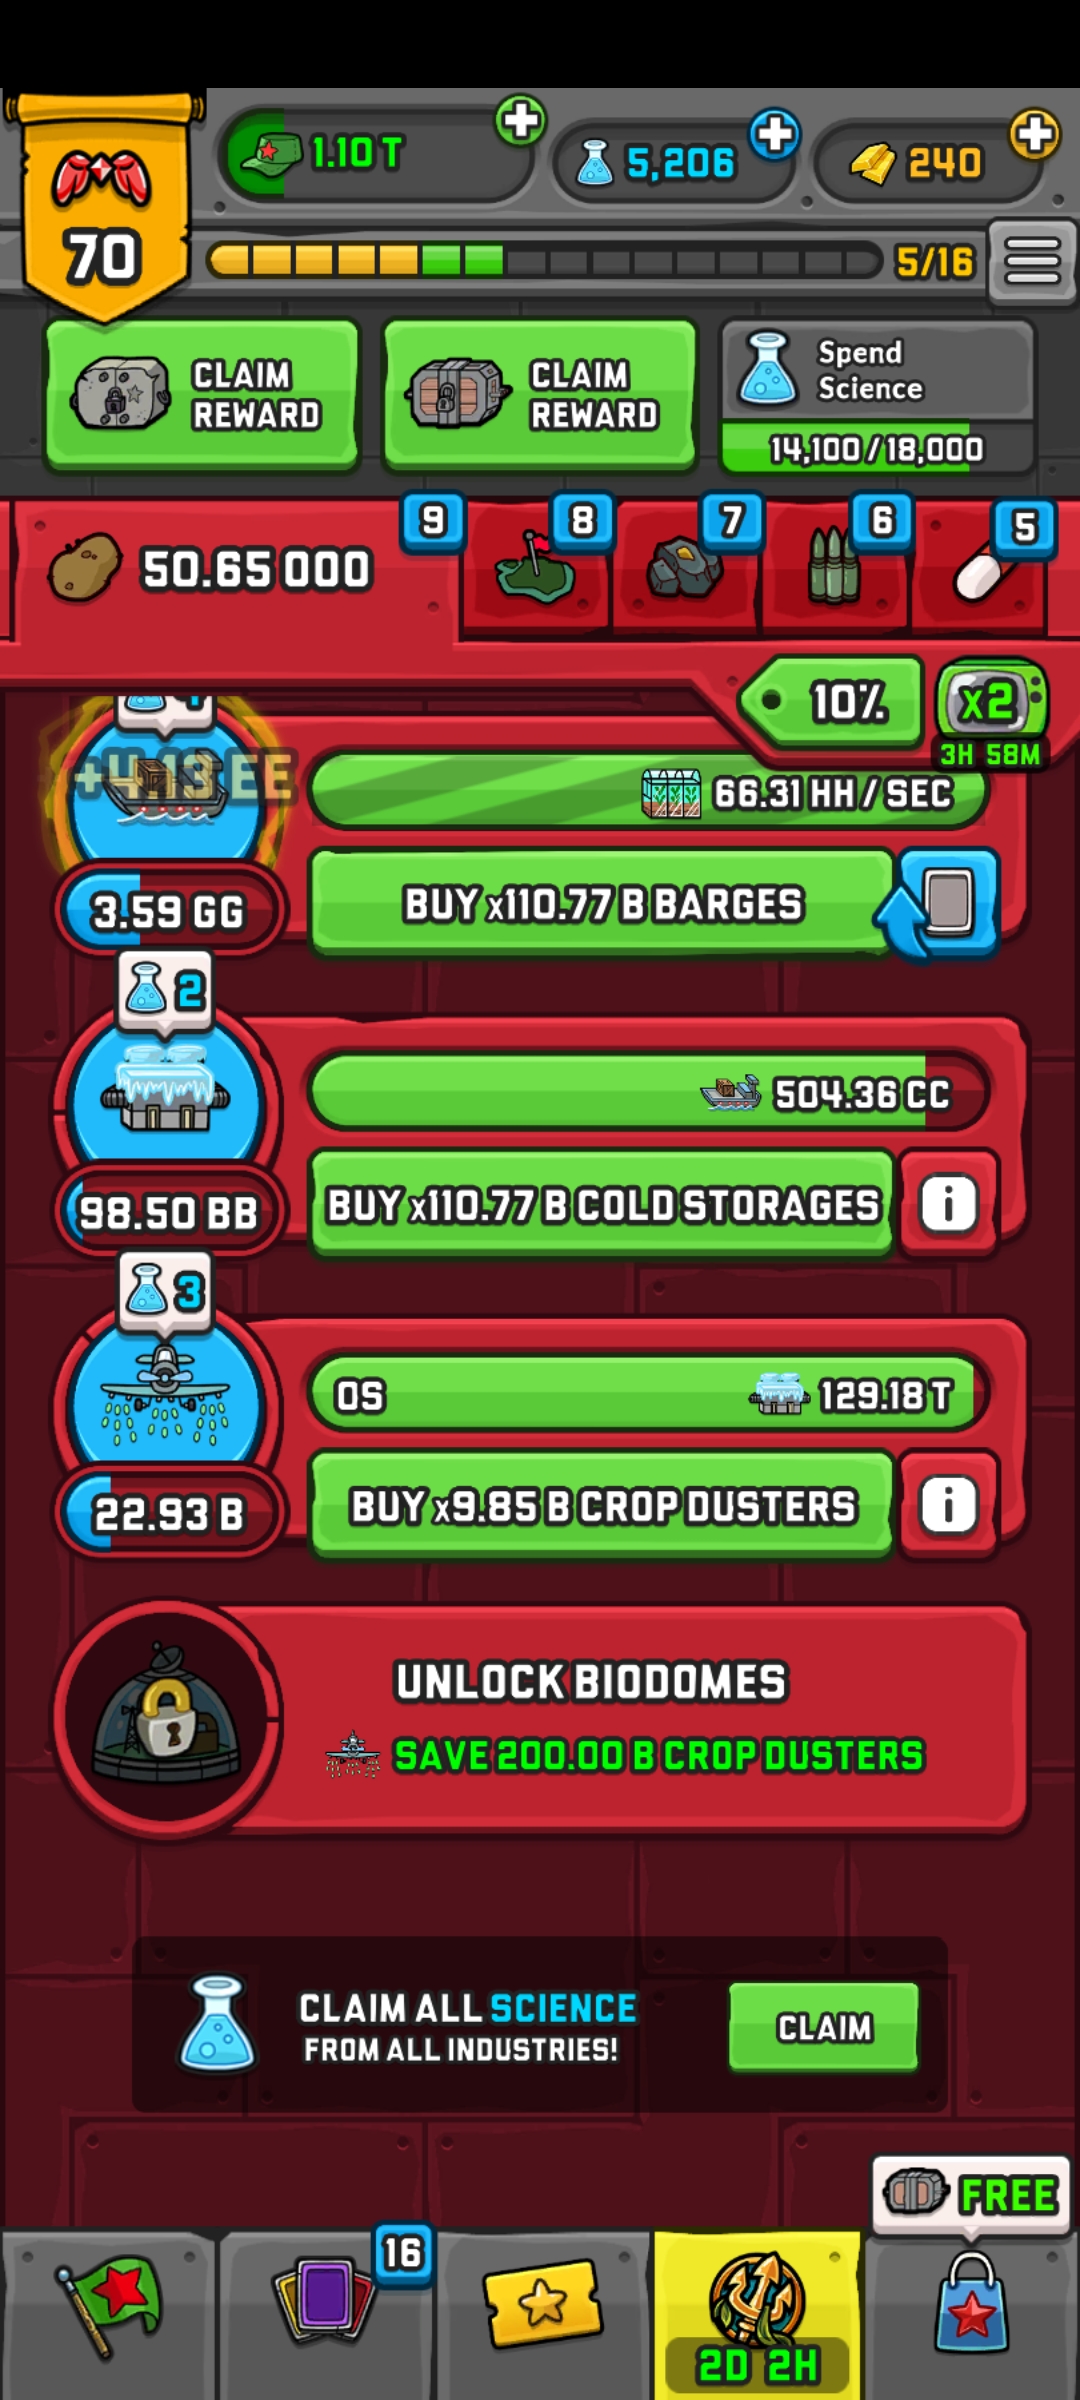 70
1.10 T
5,206
240
5/16
CLAIM
REWARD
CLAIM
REWARD
Spend
Science
14,100 / 18,000
50.65 000
9
8
7
6
5
10%
x2
3H 58M
66.31 HH / SEC
3.59 GG
BUY x110.77 B BARGES
2
504.36 CC
98.50 BB
BUY x110.77 B COLD STORAGES
i
3
0S
129.18 T
22.93 B
BUY x9.85 B CROP DUSTERS
i
UNLOCK BIODOMES
SAVE 200.00 B CROP DUSTERS
CLAIM ALL SCIENCE
FROM ALL INDUSTRIES!
CLAIM
FREE
16
2D 2H